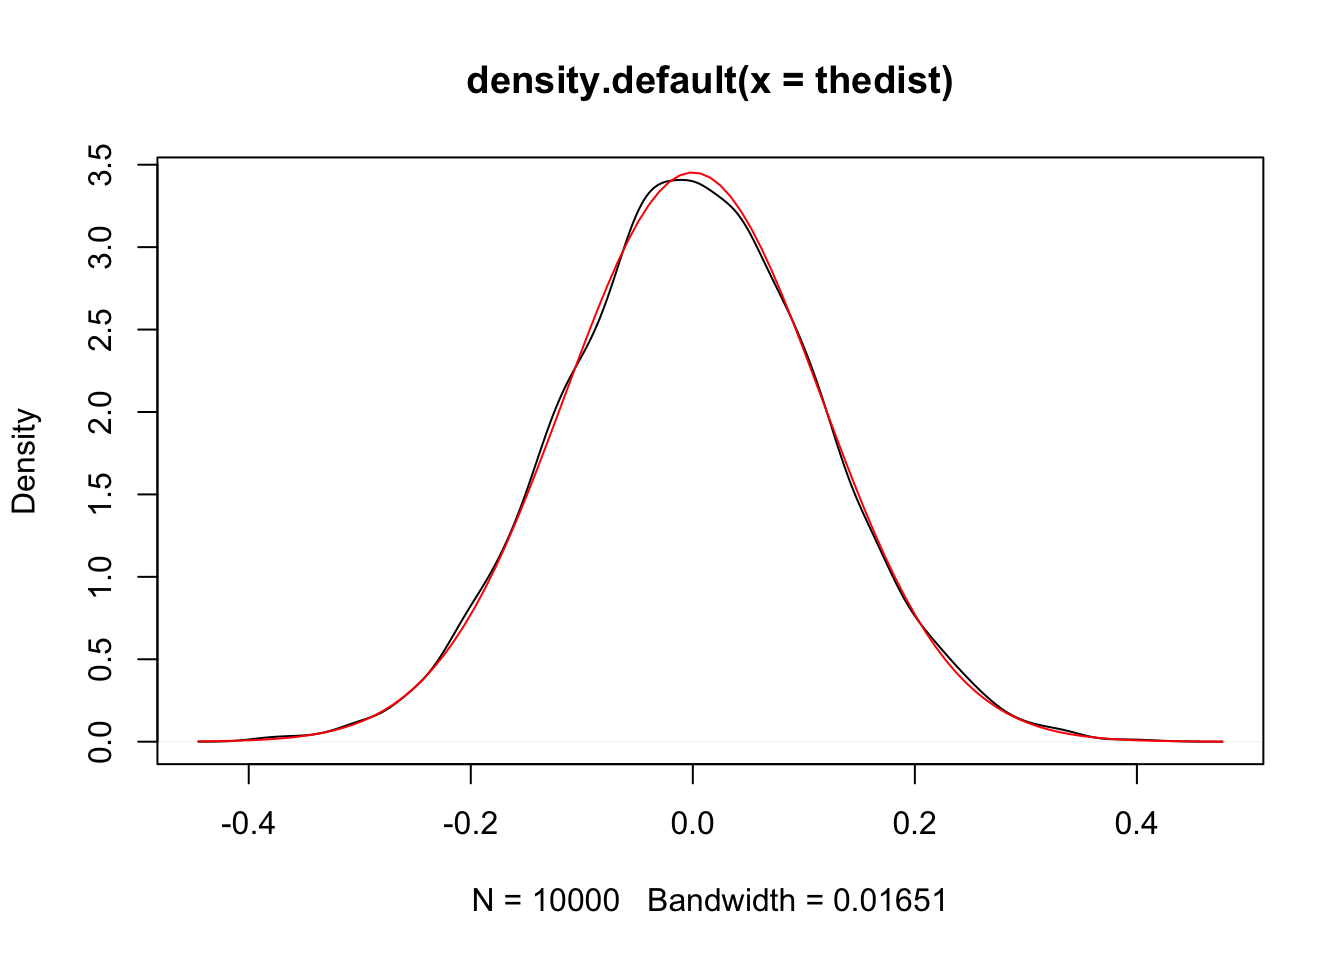 density.default(x = thedist)
3.5
3.0
2.5
2.0
1.5
1.0
0.5
0.0
Density
-0.4 -0.2 0.0 0.2 0.4
N = 10000 Bandwidth = 0.01651